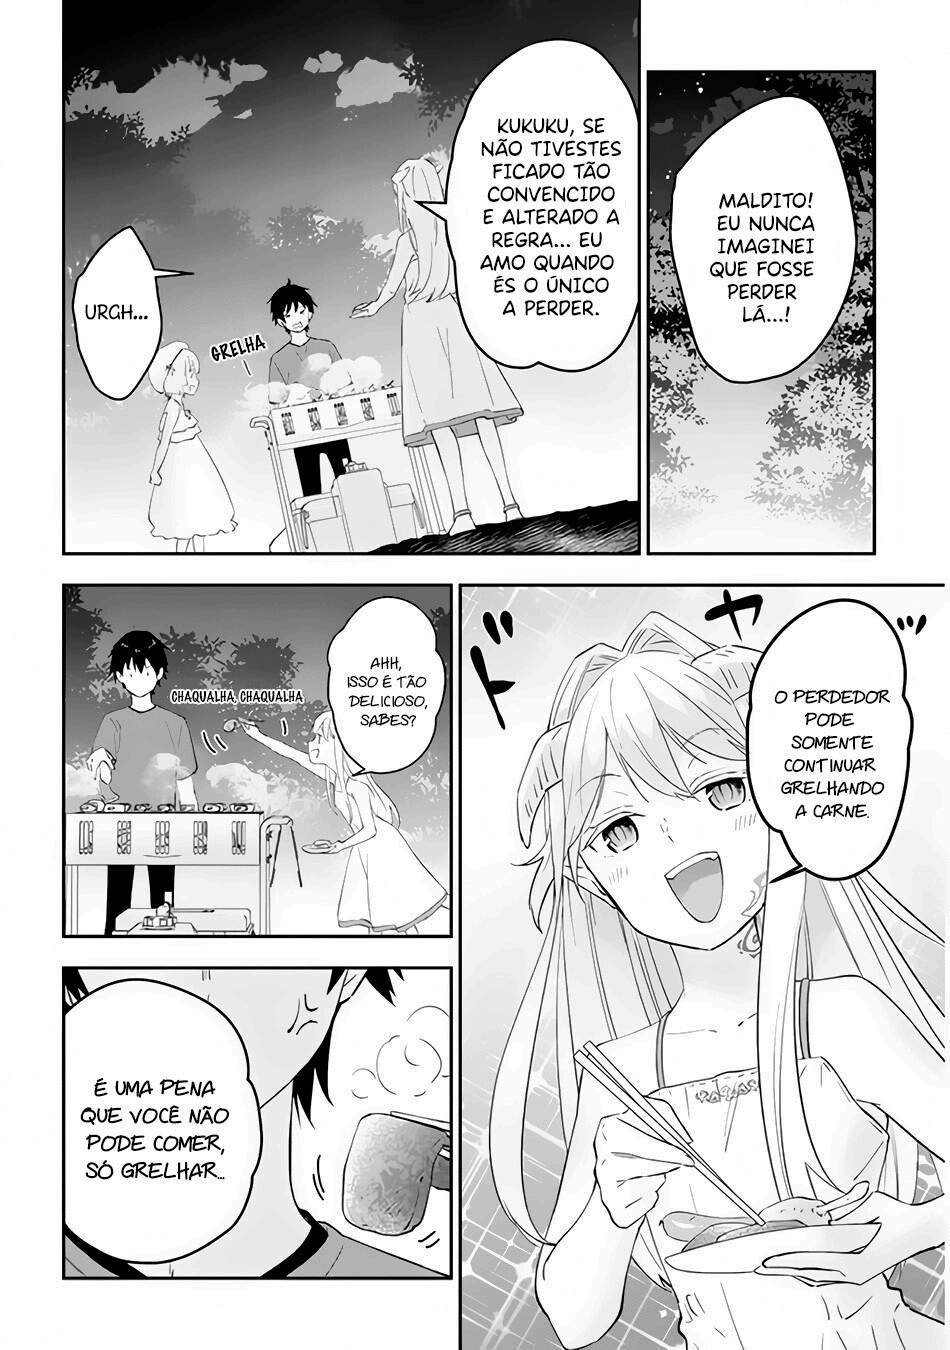 MALDITO!
EU NUNCA
IMAGINEI
QUE FOSSE
PERDER
LÁ...!
KUKUKU, SE
NÃO TIVESTES
FICADO TÃO
CONVENCIDO
E ALTERADO A
REGRA... EU
AMO QUANDO
ÉS O ÚNICO
A PERDER.
GRELHA
URGH...
ドヤ
O PERDEDOR
PODE
SOMENTE
CONTINUAR
GRELHANDO
A CARNE.
AHH,
ISSO É TÃO
DELICIOSO,
SABES?
CHAQUALHA, CHAQUALHA
É UMA PENA
QUE VOCÊ NÃO
PODE COMER,
SÓ GRELHAR...